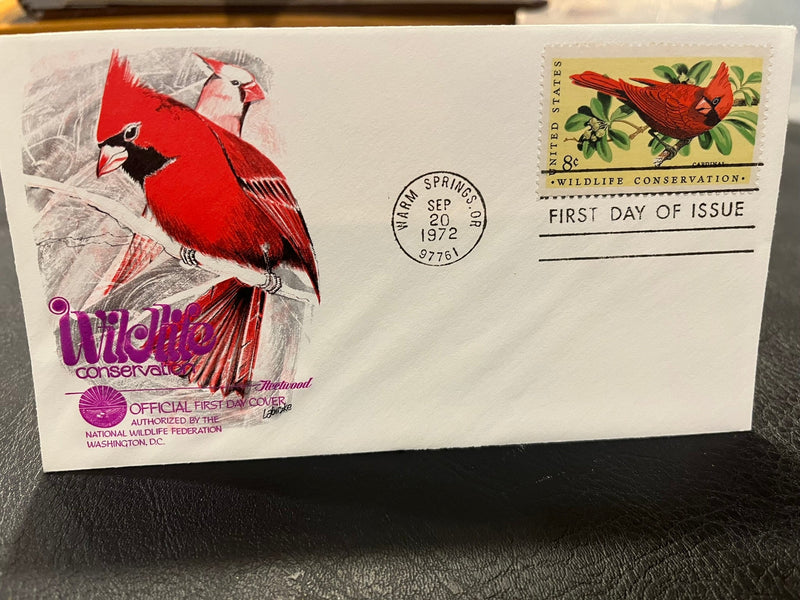 Wildlife
conservation
Fleetwood
OFFICIAL FIRST DAY COVER
AUTHORIZED BY THE
NATIONAL WILDLIFE FEDERATION
WASHINGTON, D.C.
WARM SPRINGS, OR
SEP
20
1972
97761
UNITED STATES
8c
CARDINAL
• WILDLIFE CONSERVATION •
FIRST DAY OF ISSUE